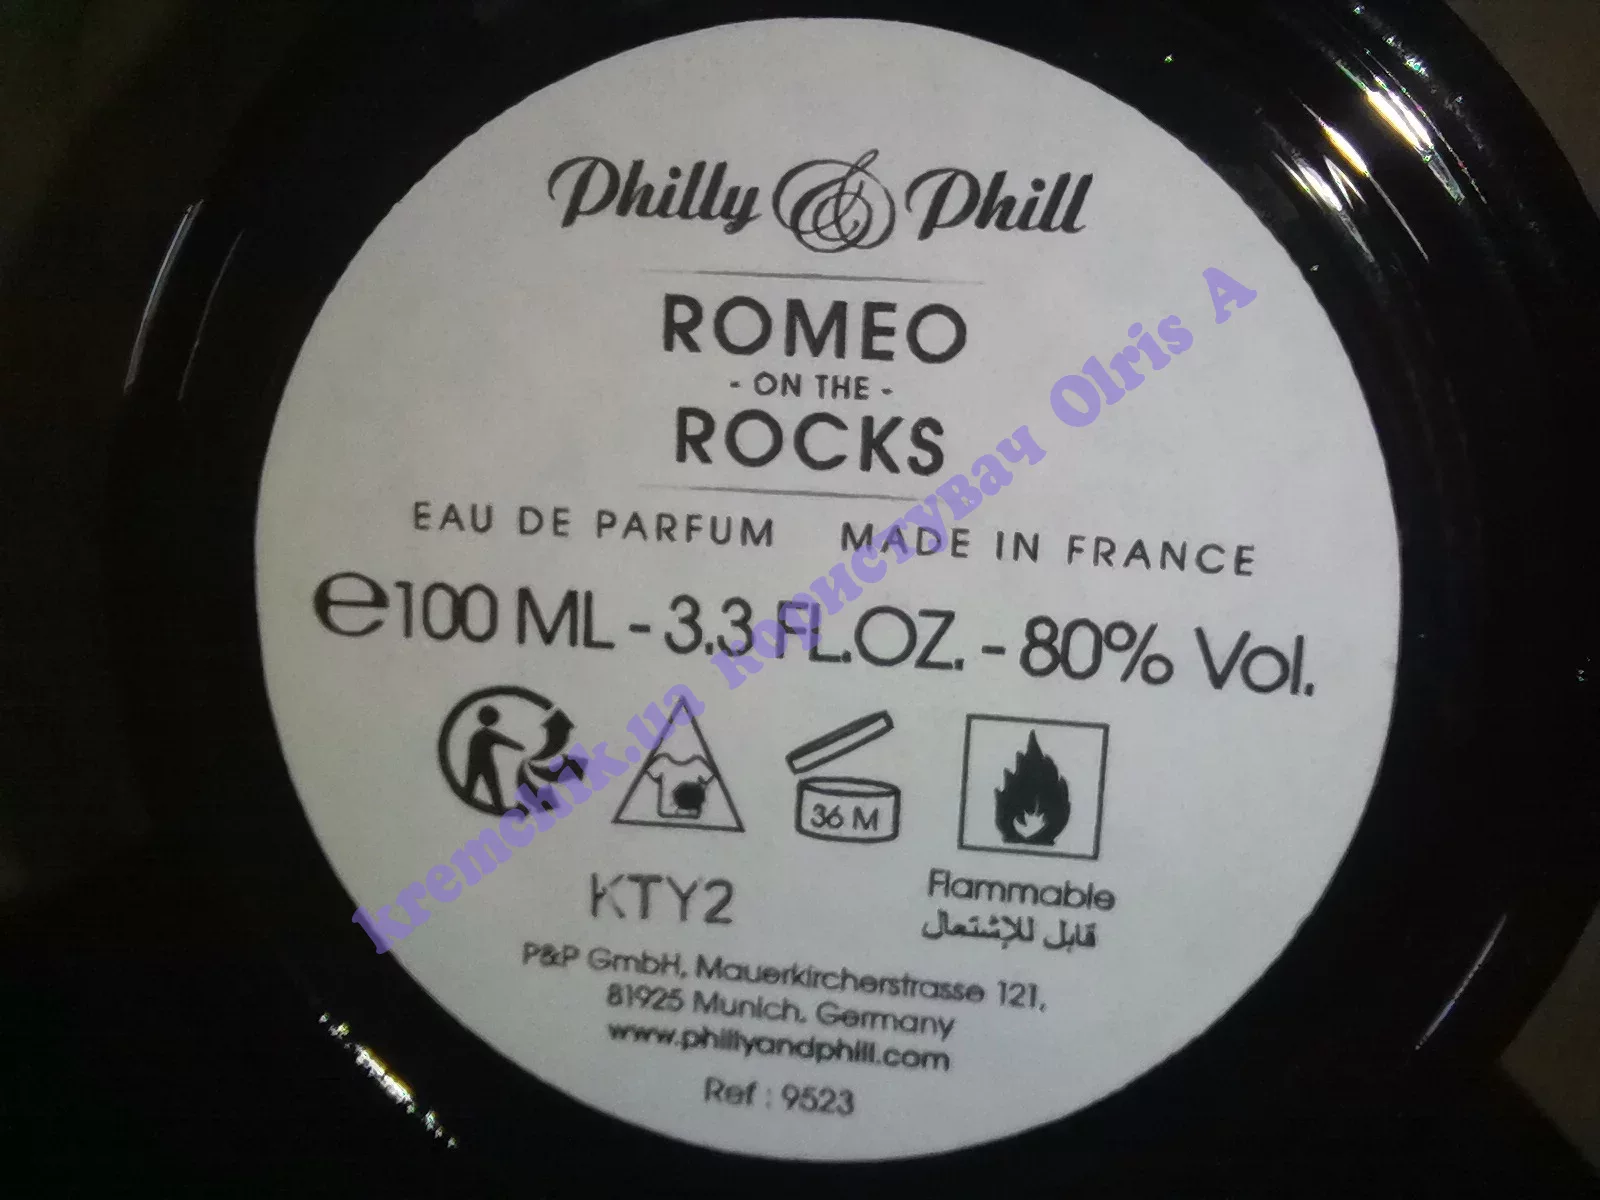 Philly & Phill
ROMEO
- ON THE -
ROCKS
EAU DE PARFUM MADE IN FRANCE
℮100 ML - 3.3 FL.OZ. - 80% Vol.
36 M
KTY2
Flammable
قابل للإشتعال
P&P GmbH, Mauerkircherstrasse 121,
81925 Munich, Germany
www.phillyandphill.com
Ref : 9523
kremchik.ua користувач Olris A